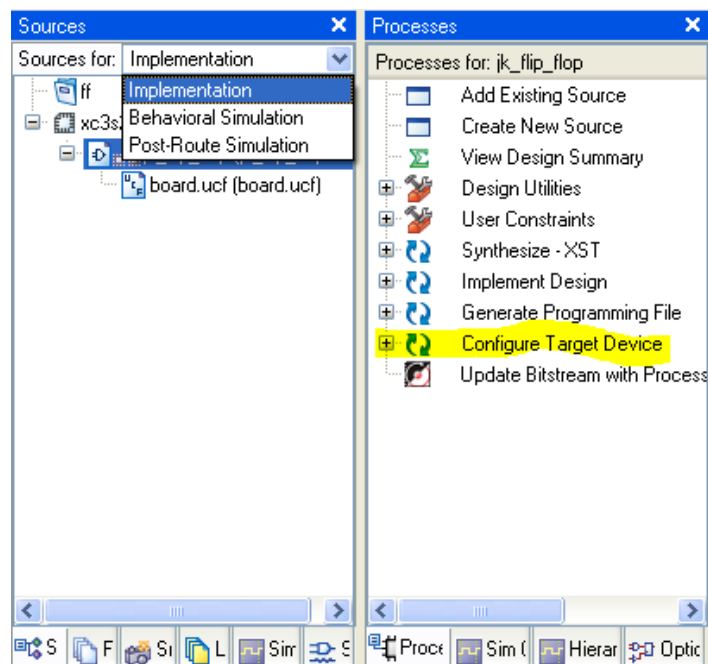 Sources
Sources for: Implementation
Implementation
Behavioral Simulation
Post-Route Simulation
ff
xc3s
board.ucf (board.ucf)
S
F
L
Sim
S
Processes
Processes for: jk_flip_flop
Add Existing Source
Create New Source
View Design Summary
Design Utilities
User Constraints
Synthesize - XST
Implement Design
Generate Programming File
Configure Target Device
Update Bitstream with Process
Proce
Sim (
Hierar
Optic